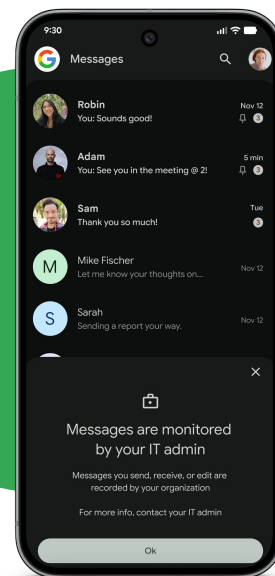 9:30
Messages
Robin
Nov 12
You: Sounds good!
3
Adam
5 min
You: See you in the meeting @ 2!
3
Sam
Tue
Thank you so much!
3
M
Mike Fischer
Let me know your thoughts on...
Nov 12
S
Sarah
Sending a report your way.
Nov 12
Messages are monitored
by your IT admin
Messages you send, receive, or edit are
recorded by your organization
For more info, contact your IT admin
Ok